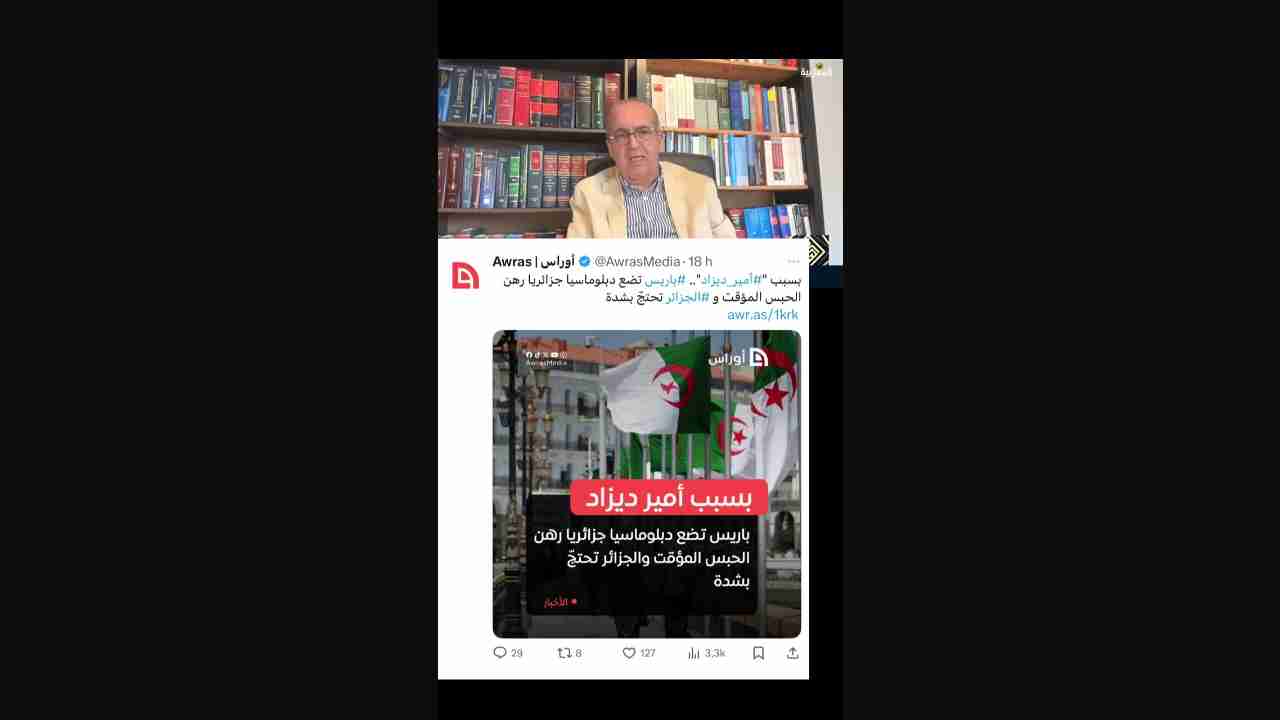 المغربية
Awras | أوراس @AwrasMedia · 18 h
بسبب "#أمير_ديزاد".. #باريس تضع دبلوماسيا جزائريا رهن
الحبس المؤقت و #الجزائر تحتجّ بشدة
awr.as/1krk
أوراس
AwrasMedia
بسبب أمير ديزاد
باريس تضع دبلوماسيا جزائريا رهن
الحبس المؤقت والجزائر تحتجّ
بشدة
الأخبار
29 8 127 3.3k